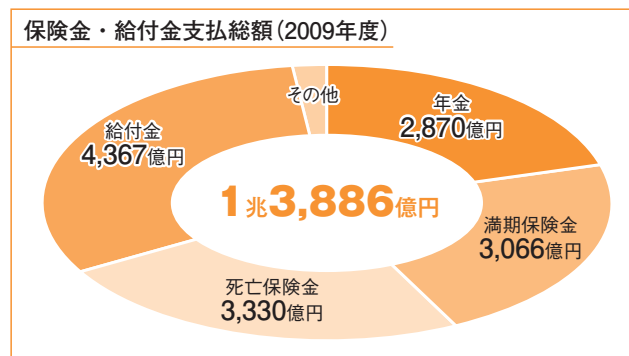 保険金・給付金支払総額（2009年度）
その他
年金
2,870億円
給付金
4,367億円
1兆3,886億円
満期保険金
3,066億円
死亡保険金
3,330億円